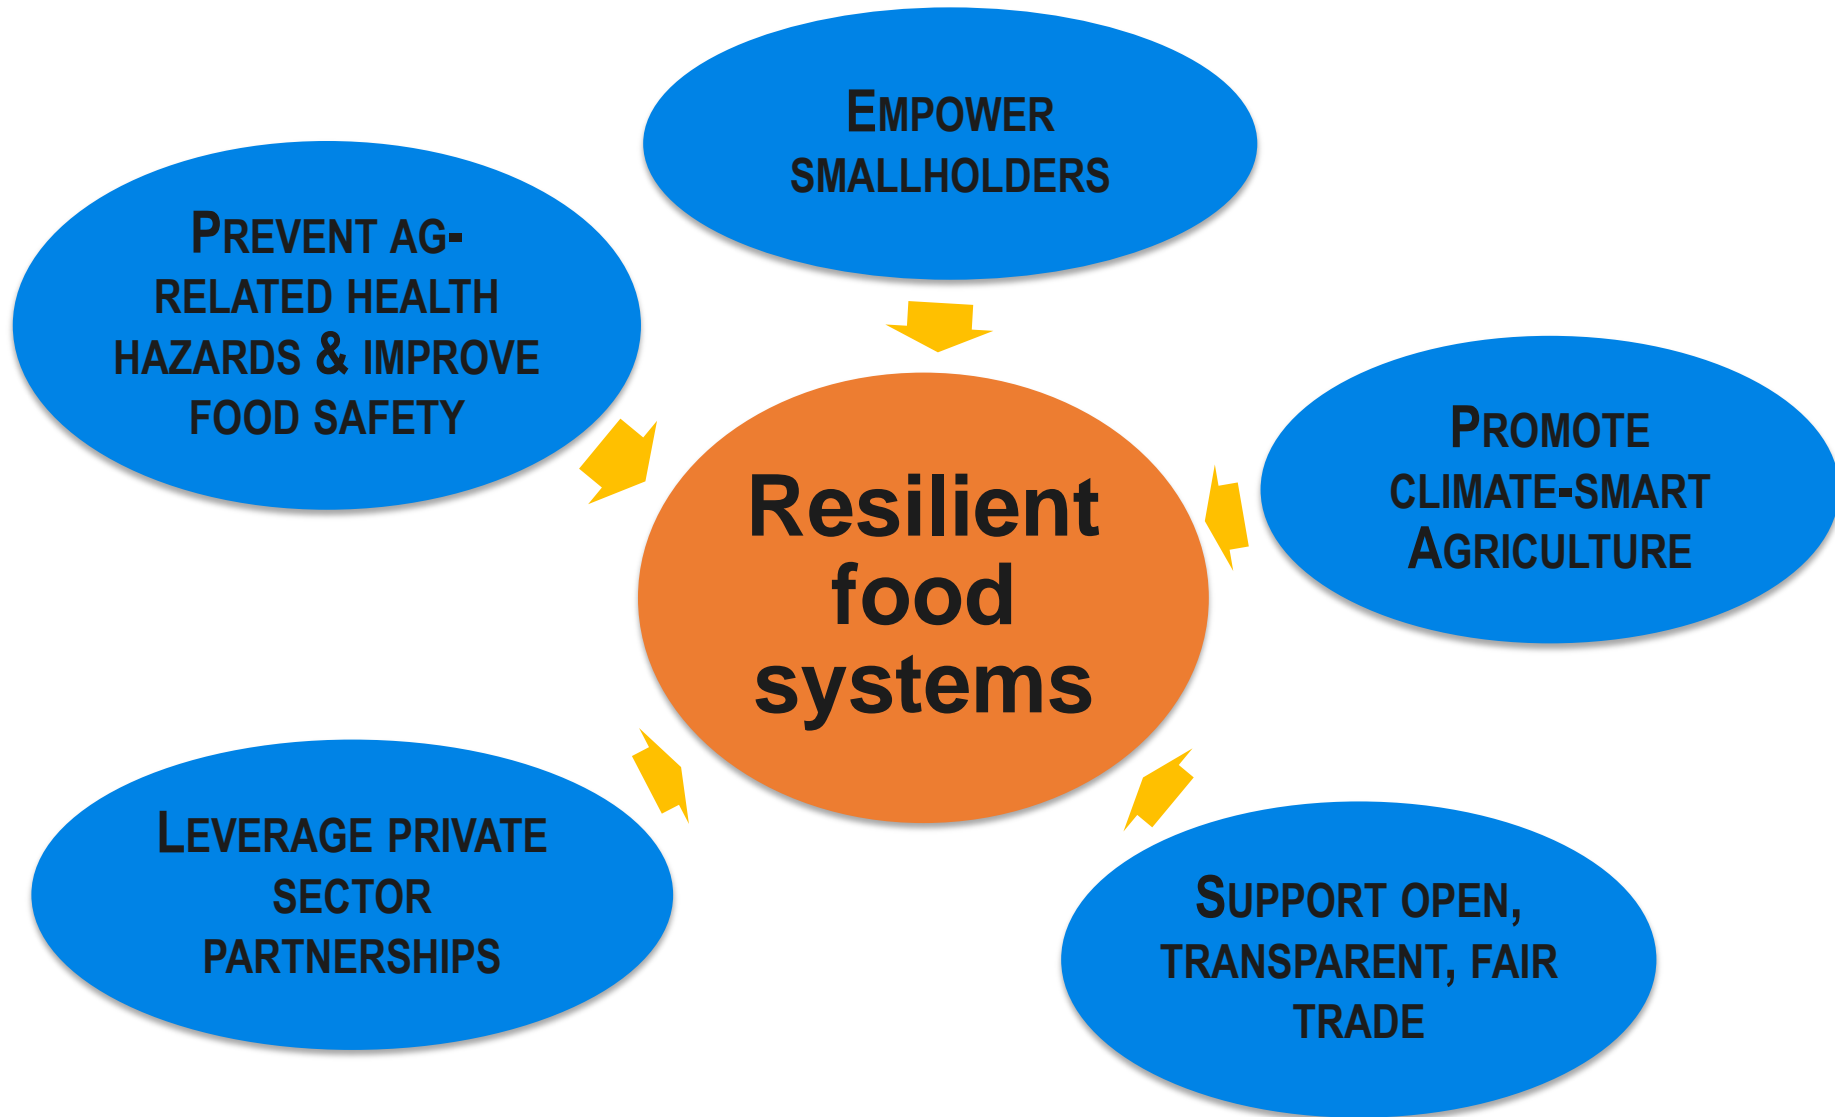 EMPOWER
SMALLHOLDERS
PREVENT AG-
RELATED HEALTH
HAZARDS & IMPROVE
FOOD SAFETY
PROMOTE
CLIMATE-SMART
AGRICULTURE
Resilient
food
systems
LEVERAGE PRIVATE
SECTOR
PARTNERSHIPS
SUPPORT OPEN,
TRANSPARENT, FAIR
TRADE